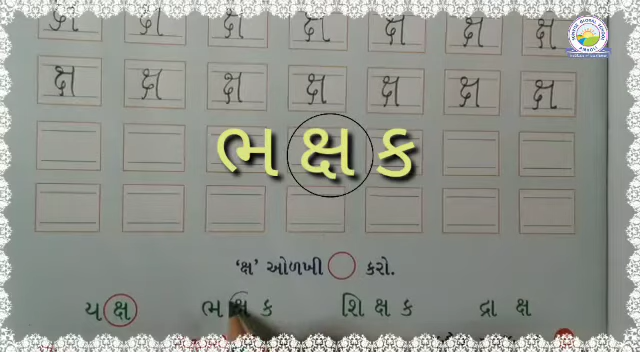 ક્ષ ક્ષ ક્ષ ક્ષ ક્ષ ક્ષ ક્ષ
ક્ષ ક્ષ ક્ષ ક્ષ ક્ષ ક્ષ ક્ષ
ભ ક્ષ ક
‘ક્ષ’ ઓળખી ◯ કરો.
ય ક્ષ ભ ક્ષ ક શિ ક્ષ ક દ્રા ક્ષ